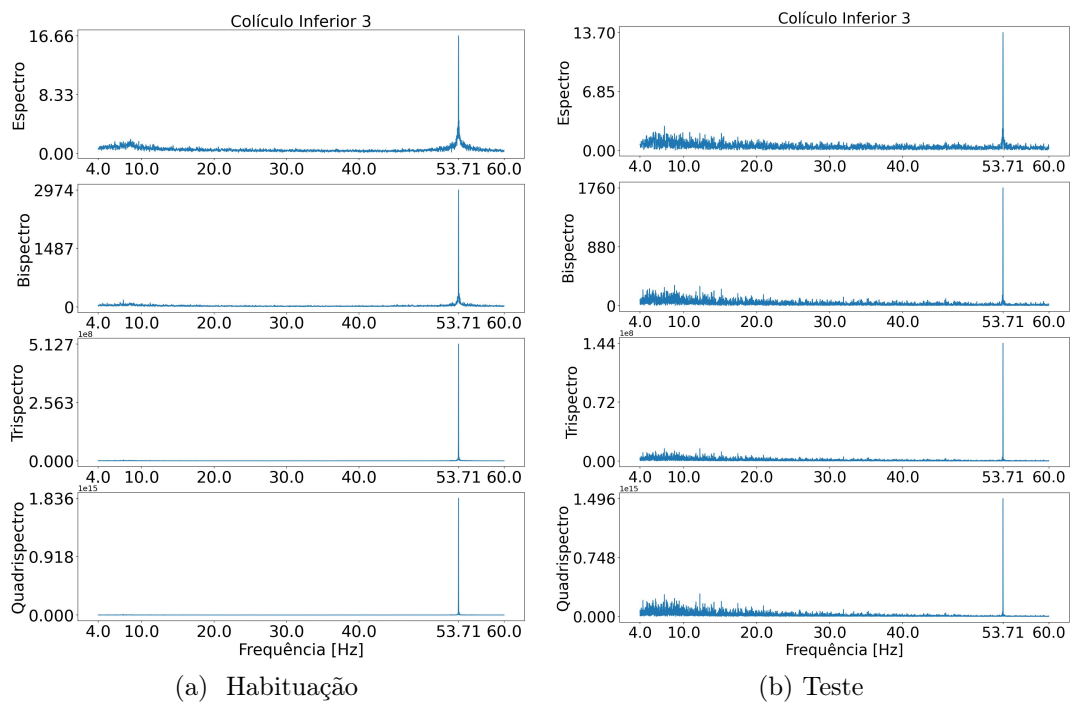 Colículo Inferior 3
16.66
8.33
0.00
Espectro
4.0 10.0 20.0 30.0 40.0 53.71 60.0
2974
1487
0
Bispectro
4.0 10.0 20.0 30.0 40.0 53.71 60.0
1e8
5.127
2.563
0.000
Trispectro
4.0 10.0 20.0 30.0 40.0 53.71 60.0
1e15
1.836
0.918
0.000
Quadrispectro
4.0 10.0 20.0 30.0 40.0 53.71 60.0
Frequência [Hz]
(a) Habituação
Colículo Inferior 3
13.70
6.85
0.00
Espectro
4.0 10.0 20.0 30.0 40.0 53.71 60.0
1760
880
0
Bispectro
4.0 10.0 20.0 30.0 40.0 53.71 60.0
1e8
1.44
0.72
0.00
Trispectro
4.0 10.0 20.0 30.0 40.0 53.71 60.0
1e15
1.496
0.748
0.000
Quadrispectro
4.0 10.0 20.0 30.0 40.0 53.71 60.0
Frequência [Hz]
(b) Teste